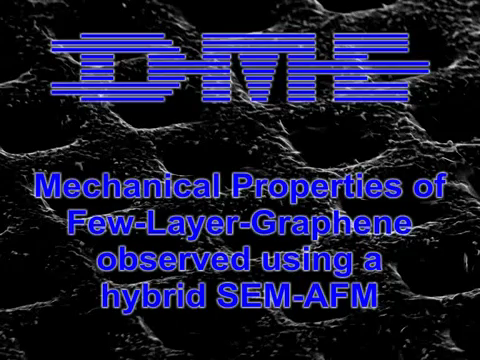 DME
Mechanical Properties of
Few-Layer-Graphene
observed using a
hybrid SEM-AFM